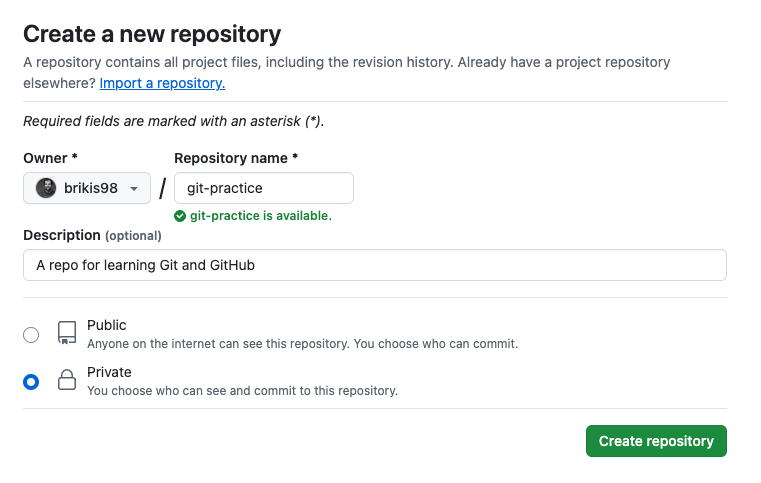 Create a new repository
A repository contains all project files, including the revision history. Already have a project repository
elsewhere? Import a repository.
Required fields are marked with an asterisk (*).
Owner * Repository name *
brikis98 / git-practice
git-practice is available.
Description (optional)
A repo for learning Git and GitHub
Public
Anyone on the internet can see this repository. You choose who can commit.
Private
You choose who can see and commit to this repository.
Create repository